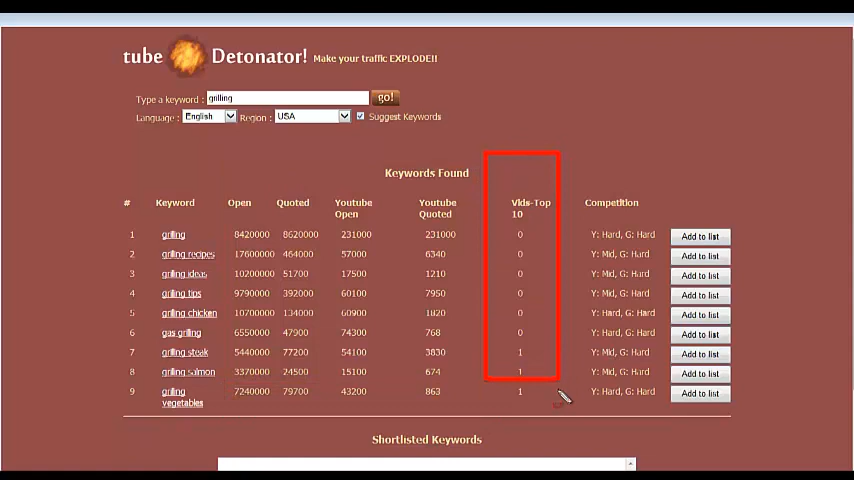 tube Detonator! Make your traffic EXPLODE!!
Type a keyword : grilling go!
Language : English Region : USA Suggest Keywords
Keywords Found
# Keyword Open Quoted Youtube Open Youtube Quoted Vids-Top 10 Competition
1 grilling 8420000 8620000 231000 231000 0 Y: Hard, G: Hard Add to list
2 grilling recipes 17600000 464000 57000 6340 0 Y: Mid, G: Hard Add to list
3 grilling ideas 10200000 51700 17500 1210 0 Y: Mid, G: Hard Add to list
4 grilling tips 9790000 392000 60100 7950 0 Y: Mid, G: Hard Add to list
5 grilling chicken 10700000 134000 60900 1820 0 Y: Hard, G: Hard Add to list
6 gas grilling 6550000 47900 74300 768 0 Y: Hard, G: Hard Add to list
7 grilling steak 5440000 77200 54100 3830 1 Y: Mid, G: Hard Add to list
8 grilling salmon 3370000 24500 15100 674 1 Y: Mid, G: Hard Add to list
9 grilling vegetables 7240000 79700 43200 863 1 Y: Hard, G: Hard Add to list
Shortlisted Keywords